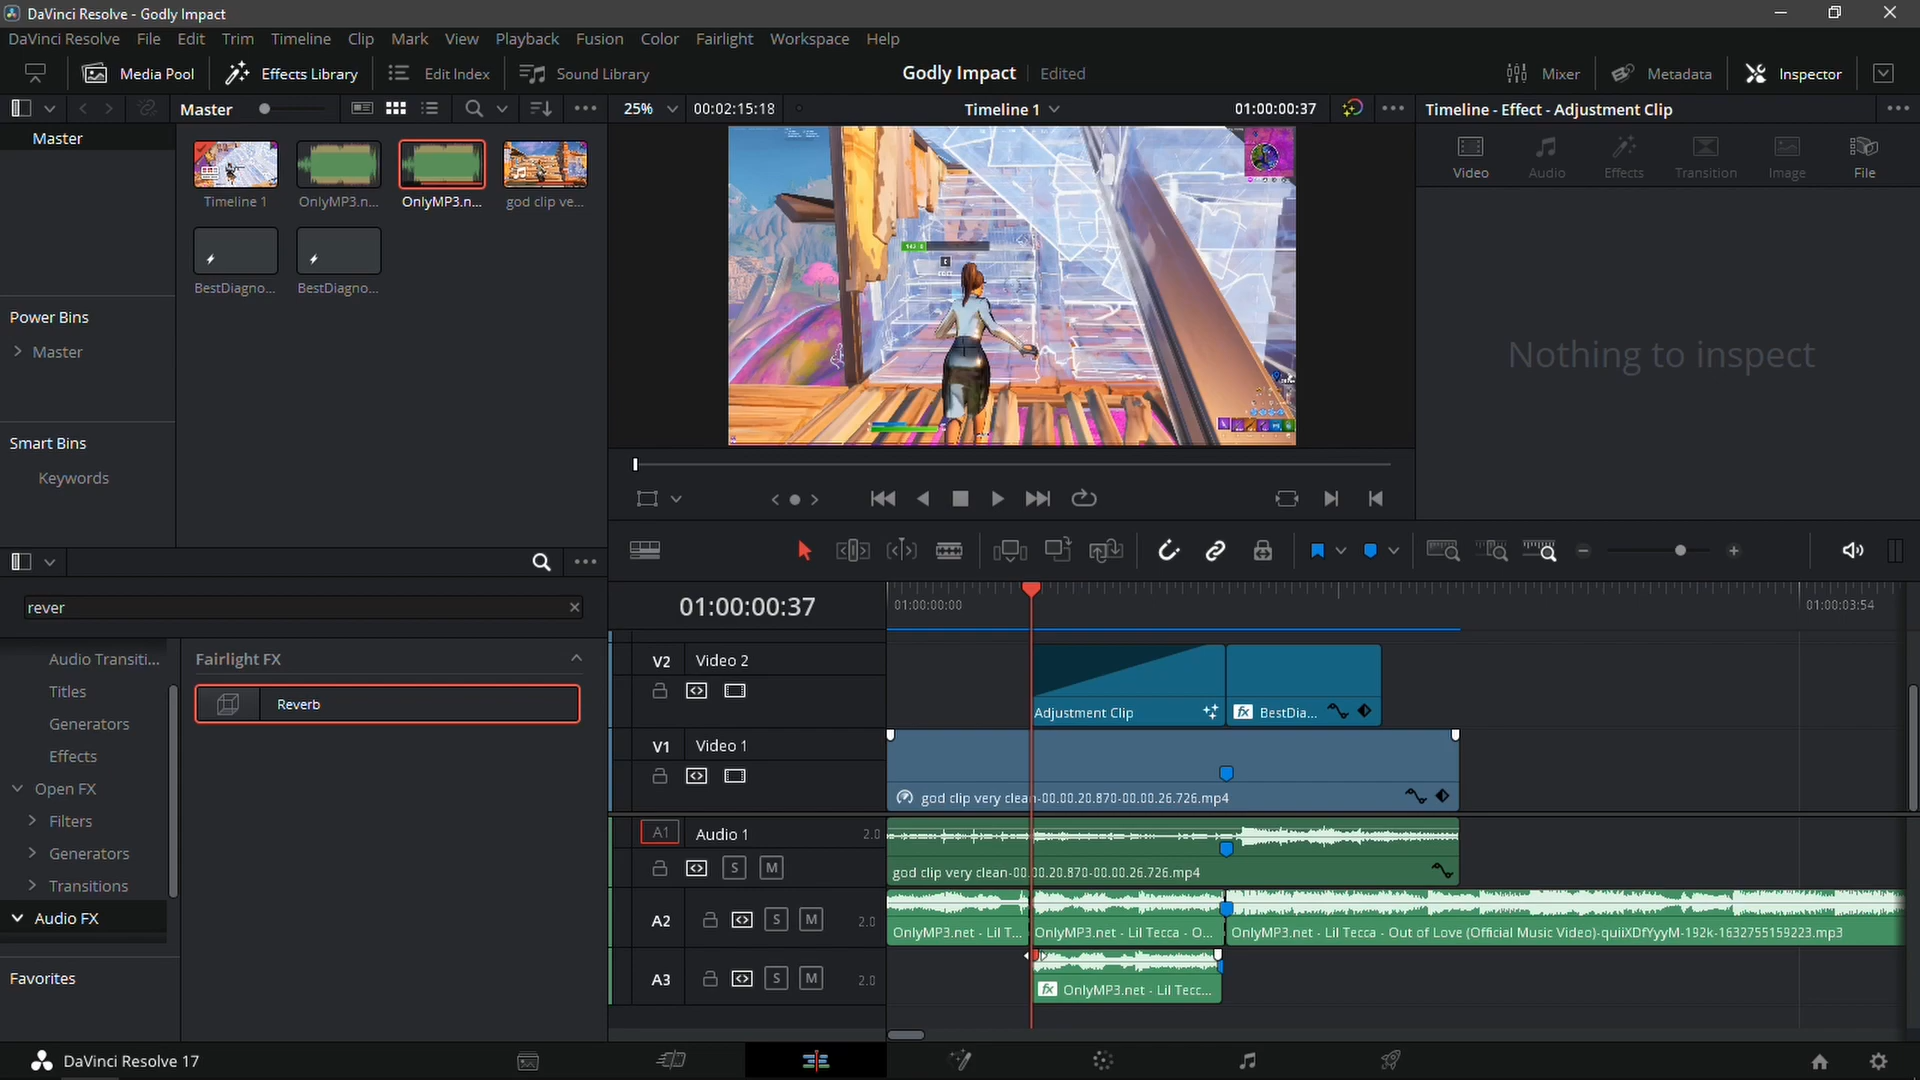 DaVinci Resolve - Godly Impact
DaVinci Resolve File Edit Trim Timeline Clip Mark View Playback Fusion Color Fairlight Workspace Help
Media Pool Effects Library Edit Index Sound Library Godly Impact Edited Mixer Metadata Inspector
Master 25% 00:02:15:18 Timeline 1 01:00:00:37 Timeline - Effect - Adjustment Clip
Master
Video Audio Effects Transition Image File
Timeline 1 OnlyMP3.n... OnlyMP3.n... god clip ve...
BestDiagno... BestDiagno...
Power Bins
Master
Nothing to inspect
Smart Bins
Keywords
rever
01:00:00:37
01:00:00:00 01:00:03:54
Audio Transiti...
Titles
Generators
Effects
Open FX
Filters
Generators
Transitions
Audio FX
Favorites
Fairlight FX
Reverb
V2 Video 2
Adjustment Clip fx BestDia...
V1 Video 1
god clip very clean-00.00.20.870-00.00.26.726.mp4
A1 Audio 1 2.0
S M
god clip very clean-00.00.20.870-00.00.26.726.mp4
A2 S M 2.0
OnlyMP3.net - Lil T... OnlyMP3.net - Lil Tecca - O... OnlyMP3.net - Lil Tecca - Out of Love (Official Music Video)-quiiXDfYyyM-192k-1632755159223.mp3
A3 S M 2.0
fx OnlyMP3.net - Lil Tecc...
DaVinci Resolve 17